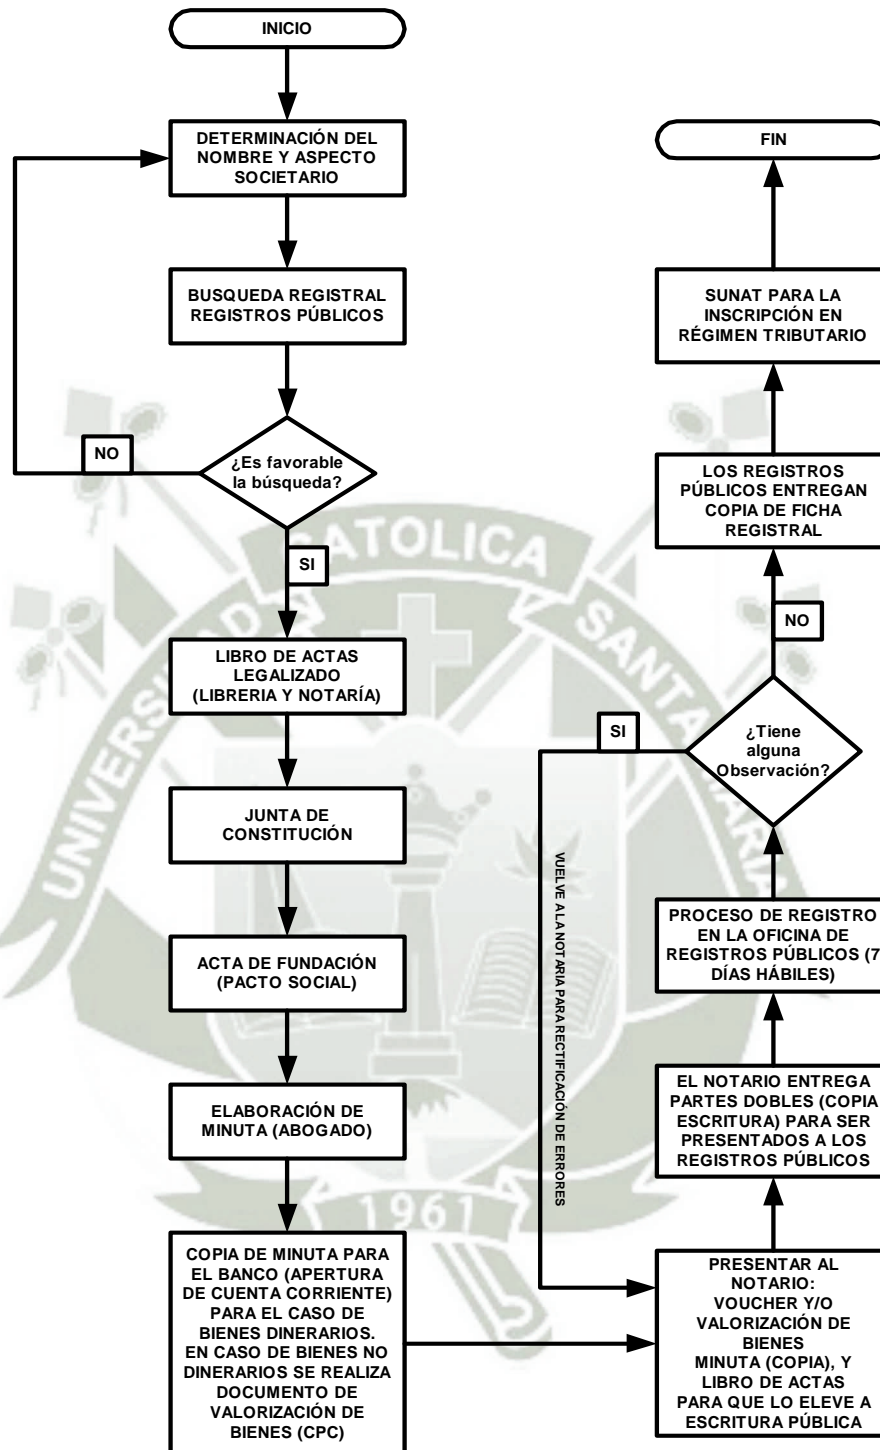 INICIO
DETERMINACIÓN DEL
NOMBRE Y ASPECTO
SOCIETARIO
BUSQUEDA REGISTRAL
REGISTROS PÚBLICOS
¿Es favorable
la búsqueda?
NO
SI
LIBRO DE ACTAS
LEGALIZADO
(LIBRERIA Y NOTARÍA)
JUNTA DE
CONSTITUCIÓN
ACTA DE FUNDACIÓN
(PACTO SOCIAL)
ELABORACIÓN DE
MINUTA (ABOGADO)
COPIA DE MINUTA PARA
EL BANCO (APERTURA
DE CUENTA CORRIENTE)
PARA EL CASO DE
BIENES DINERARIOS.
EN CASO DE BIENES NO
DINERARIOS SE REALIZA
DOCUMENTO DE
VALORIZACIÓN DE
BIENES (CPC)
PRESENTAR AL
NOTARIO:
VOUCHER Y/O
VALORIZACIÓN DE
BIENES
MINUTA (COPIA), Y
LIBRO DE ACTAS
PARA QUE LO ELEVE A
ESCRITURA PÚBLICA
EL NOTARIO ENTREGA
PARTES DOBLES (COPIA
ESCRITURA) PARA SER
PRESENTADOS A LOS
REGISTROS PÚBLICOS
PROCESO DE REGISTRO
EN LA OFICINA DE
REGISTROS PÚBLICOS (7
DÍAS HÁBILES)
¿Tiene
alguna
Observación?
SI
VUELVE A LA NOTARIA PARA RECTIFICACIÓN DE ERRORES
NO
LOS REGISTROS
PÚBLICOS ENTREGAN
COPIA DE FICHA
REGISTRAL
SUNAT PARA LA
INSCRIPCIÓN EN
RÉGIMEN TRIBUTARIO
FIN
UNIVERSIDAD CATOLICA SANTA MARIA
1961